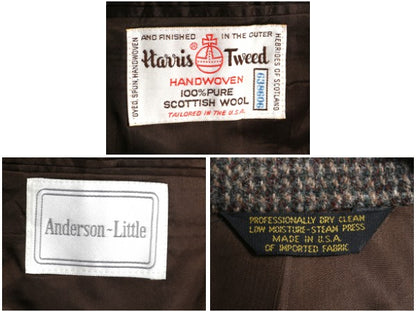 AND FINISHED IN THE OUTER
HEBRIDES OF SCOTLAND
DYED, SPUN, HANDWOVEN
Harris Tweed
®
HANDWOVEN
100% PURE
SCOTTISH WOOL
TAILORED IN THE U.S.A.
Anderson~Little
PROFESSIONALLY DRY CLEAN
LOW MOISTURE-STEAM PRESS
MADE IN U.S.A.
OF IMPORTED FABRIC